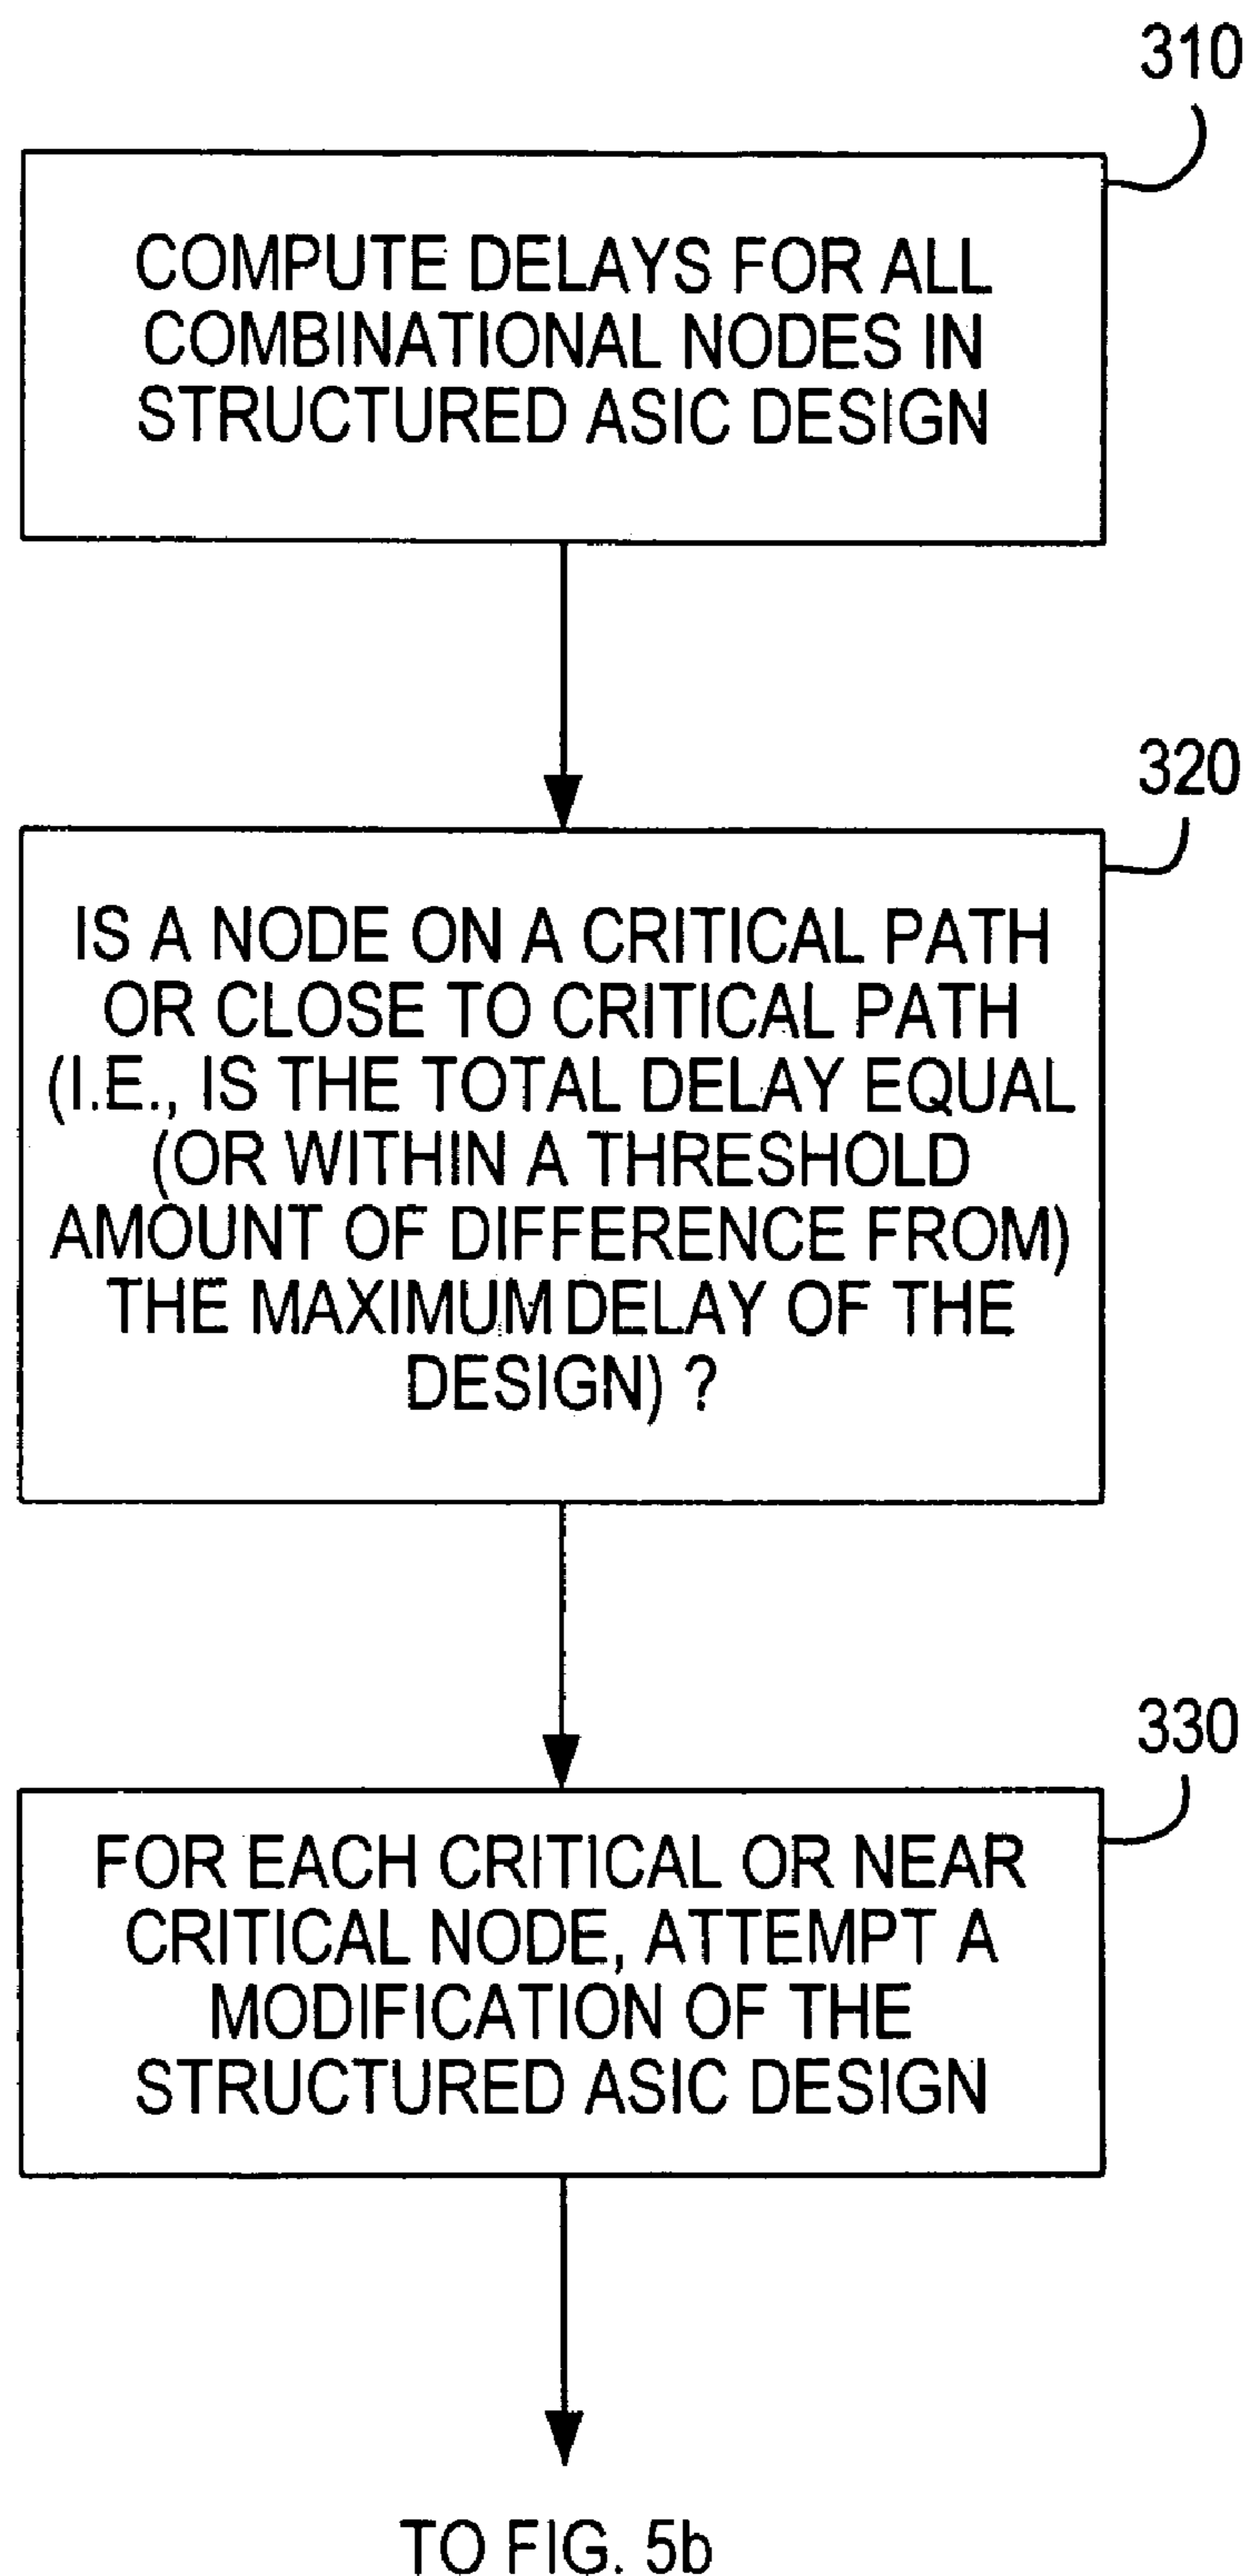 310
COMPUTE DELAYS FOR ALL
COMBINATIONAL NODES IN
STRUCTURED ASIC DESIGN
320
IS A NODE ON A CRITICAL PATH
OR CLOSE TO CRITICAL PATH
(I.E., IS THE TOTAL DELAY EQUAL
(OR WITHIN A THRESHOLD
AMOUNT OF DIFFERENCE FROM)
THE MAXIMUM DELAY OF THE
DESIGN) ?
330
FOR EACH CRITICAL OR NEAR
CRITICAL NODE, ATTEMPT A
MODIFICATION OF THE
STRUCTURED ASIC DESIGN
TO FIG. 5b